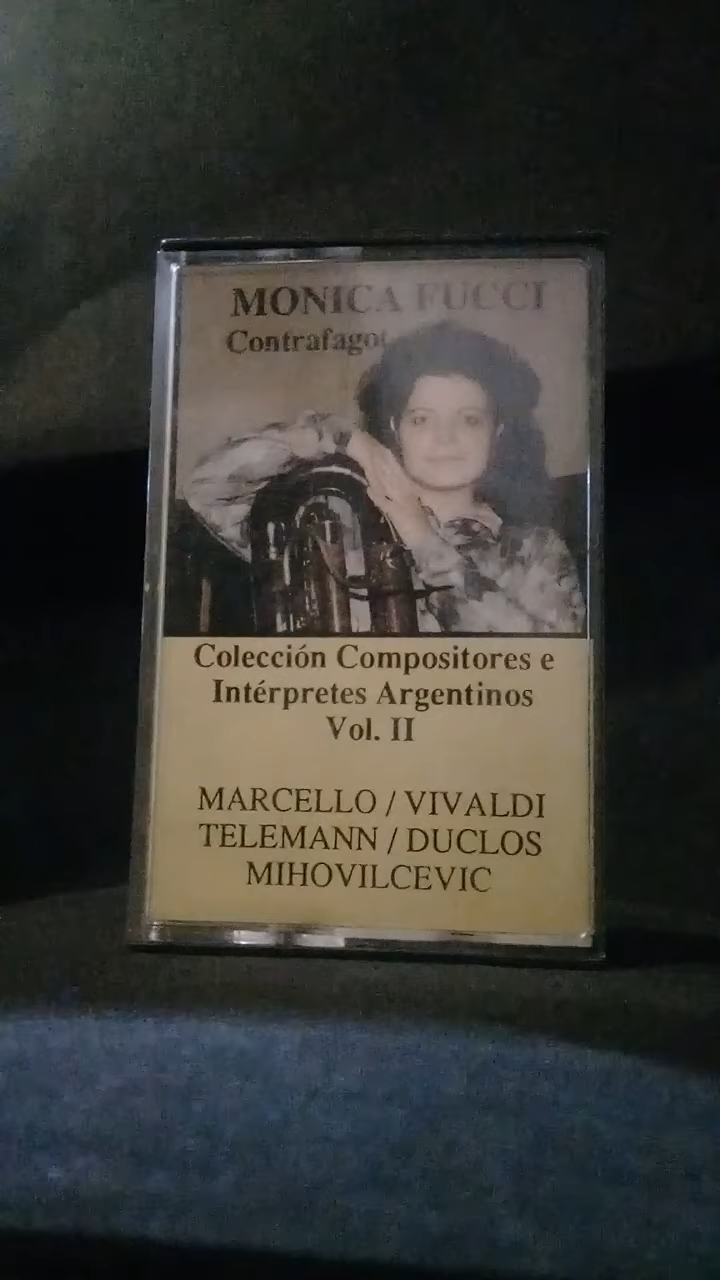 MONICA FUCCI
Contrafagot
Colección Compositores e
Intérpretes Argentinos
Vol. II
MARCELLO / VIVALDI
TELEMANN / DUCLOS
MIHOVILCEVIC